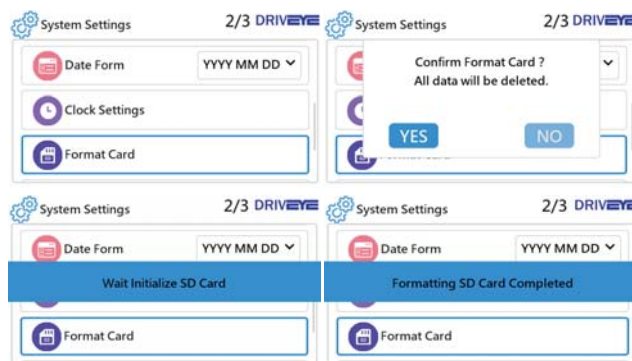 System Settings 2/3 DRIVEYE
Date Form YYYY MM DD
Clock Settings
Format Card
System Settings 2/3 DRIVEYE
Confirm Format Card ?
All data will be deleted.
YES NO
System Settings 2/3 DRIVEYE
Date Form YYYY MM DD
Wait Initialize SD Card
Format Card
System Settings 2/3 DRIVEYE
Date Form YYYY MM DD
Formatting SD Card Completed
Format Card